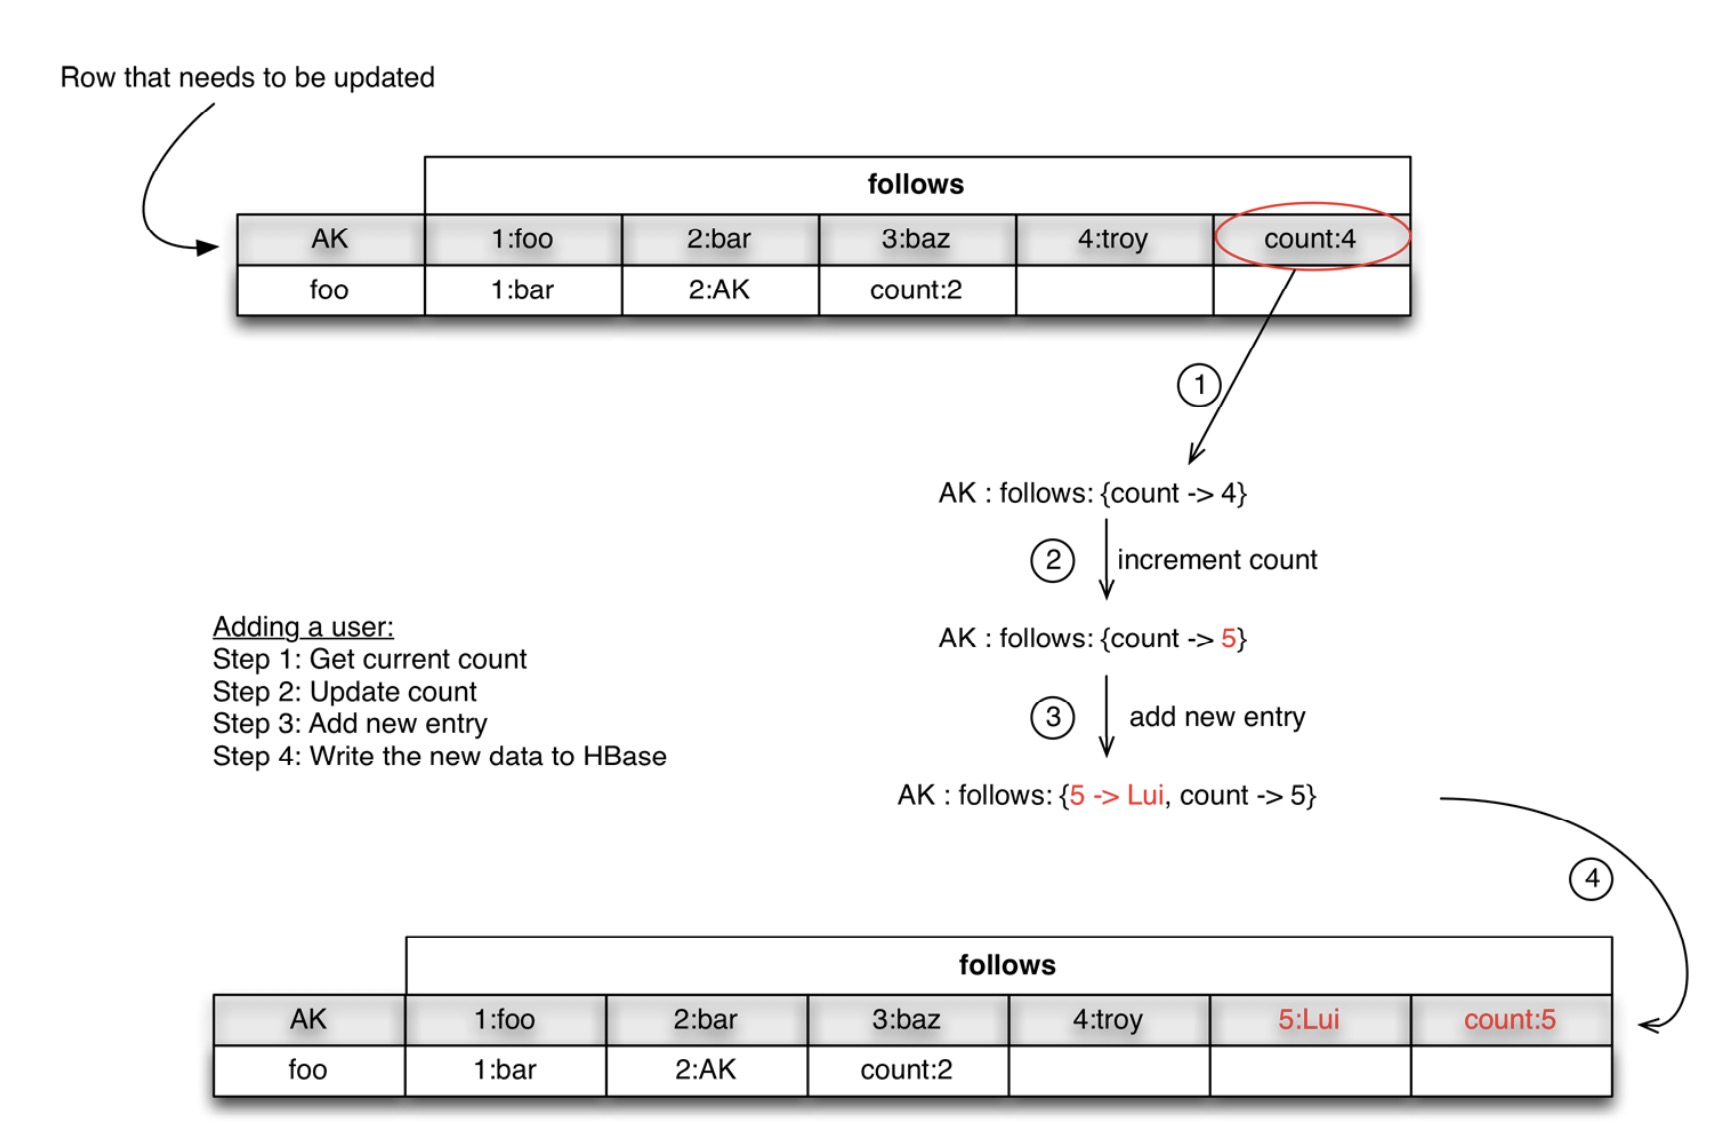 Row that needs to be updated
follows
AK 1:foo 2:bar 3:baz 4:troy count:4
foo 1:bar 2:AK count:2
1
AK : follows: {count -> 4}
2 increment count
AK : follows: {count -> 5}
Adding a user:
Step 1: Get current count
Step 2: Update count
Step 3: Add new entry
Step 4: Write the new data to HBase
3 add new entry
AK : follows: {5 -> Lui, count -> 5}
4
follows
AK 1:foo 2:bar 3:baz 4:troy 5:Lui count:5
foo 1:bar 2:AK count:2